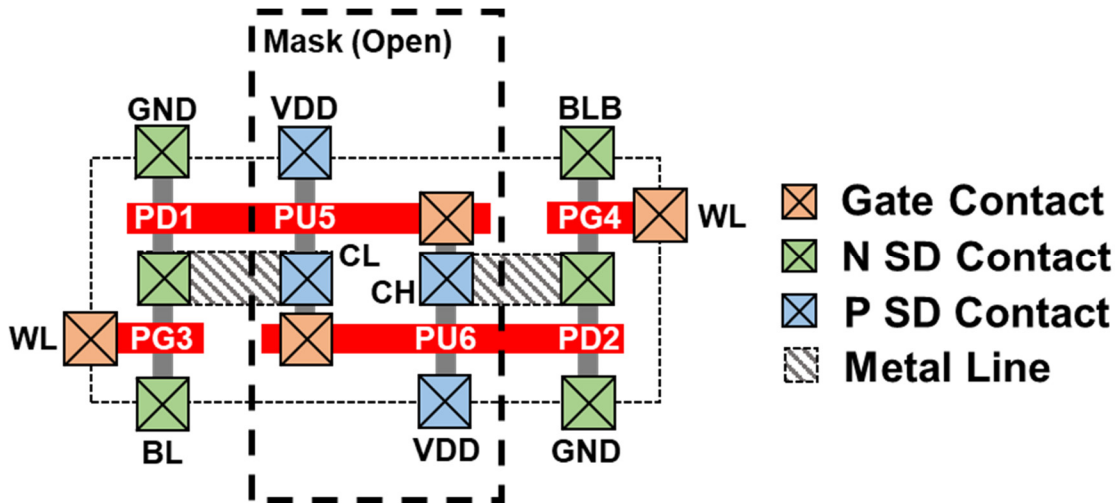 Mask (Open)
GND
VDD
BLB
PD1
PU5
PG4
WL
CL
CH
WL
PG3
PU6
PD2
BL
VDD
GND
Gate Contact
N SD Contact
P SD Contact
Metal Line